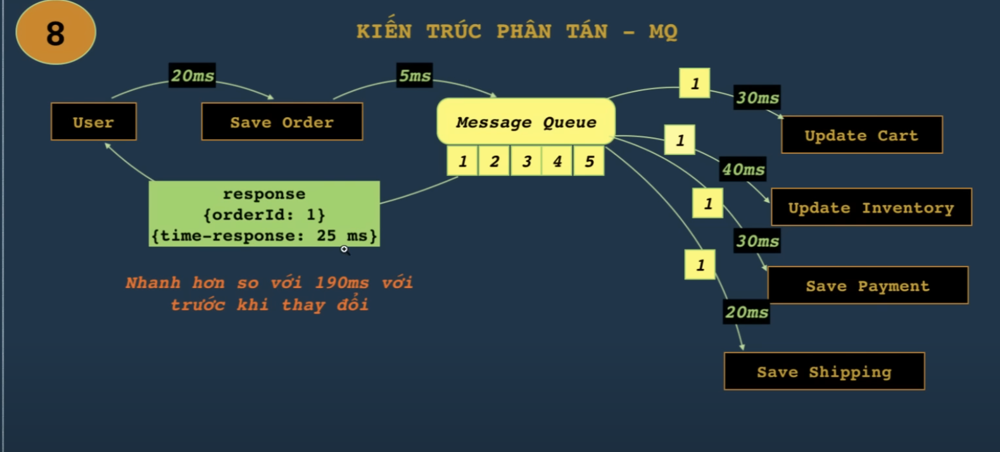 8
KIẾN TRÚC PHÂN TÁN - MQ
20ms
5ms
1
30ms
User
Save Order
Message Queue
Update Cart
1
1 2 3 4 5
40ms
response
{orderId: 1}
{time-response: 25 ms}
1
Update Inventory
30ms
1
Nhanh hơn so với 190ms với
trước khi thay đổi
Save Payment
20ms
Save Shipping